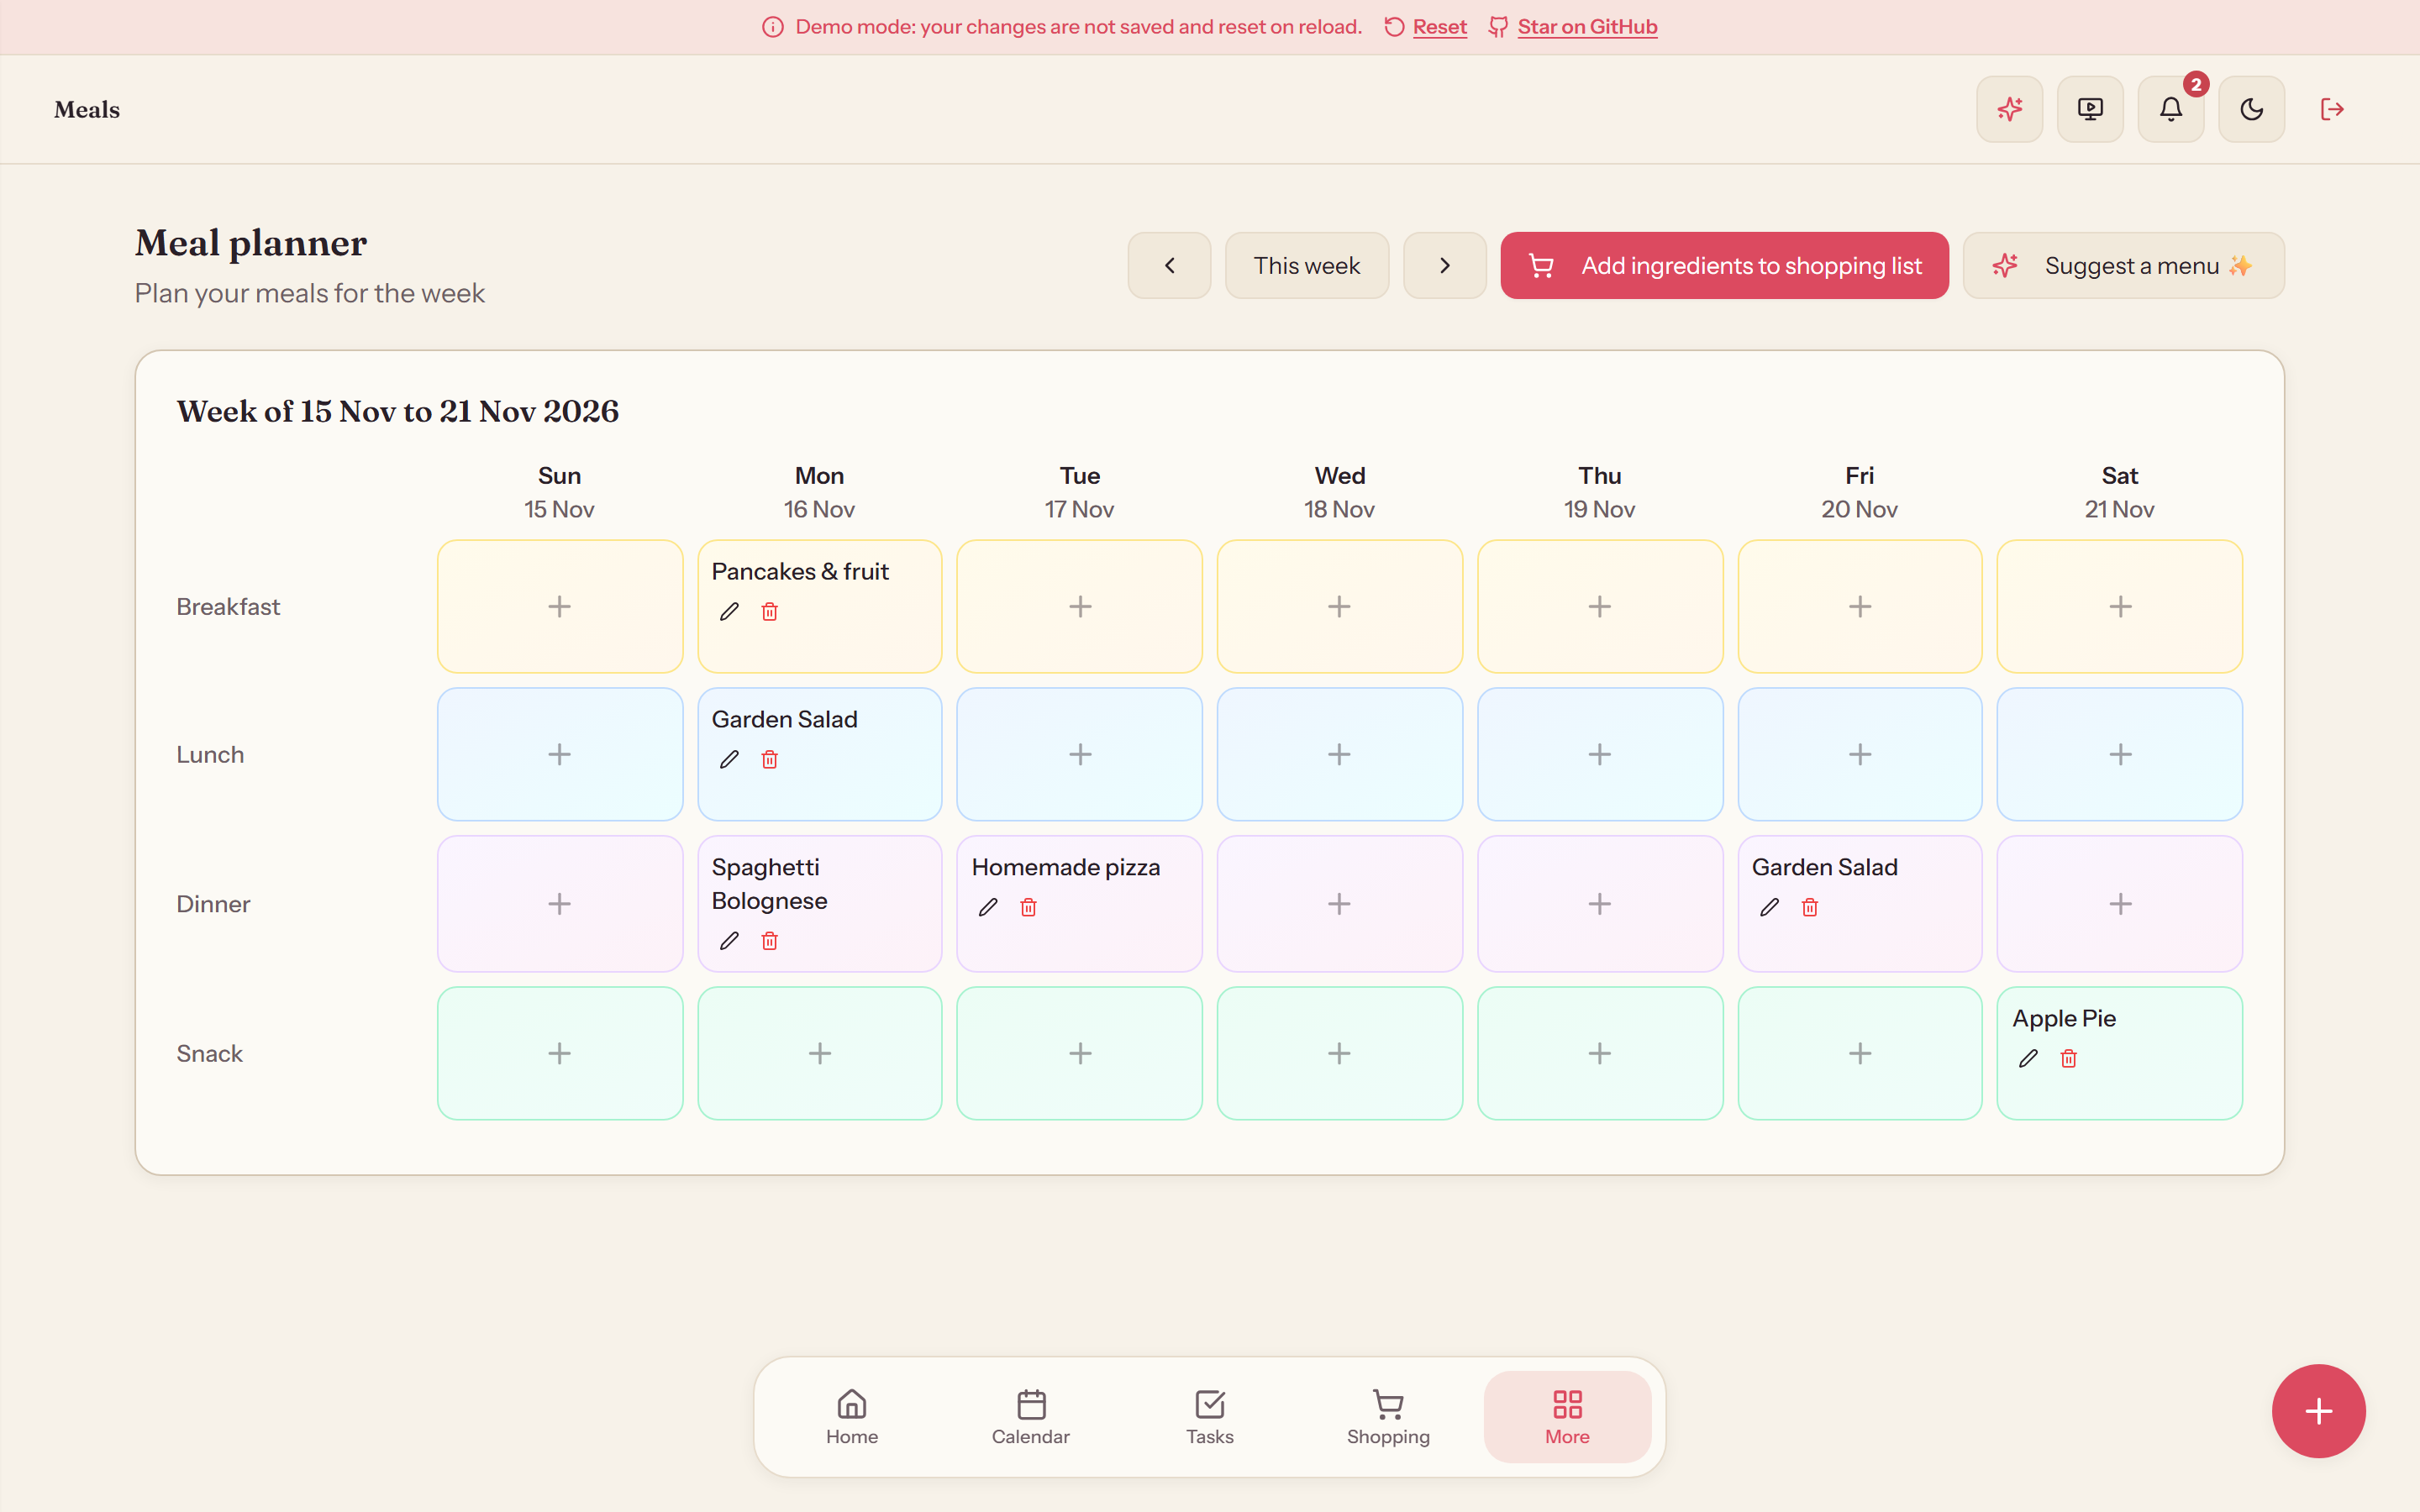 Demo mode: your changes are not saved and reset on reload. Reset Star on GitHub
Meals
2
Meal planner
Plan your meals for the week
This week
Add ingredients to shopping list
Suggest a menu ✨
Week of 15 Nov to 21 Nov 2026
Sun Mon Tue Wed Thu Fri Sat
15 Nov 16 Nov 17 Nov 18 Nov 19 Nov 20 Nov 21 Nov
Breakfast
Pancakes & fruit
Lunch
Garden Salad
Dinner
Spaghetti
Bolognese
Homemade pizza
Garden Salad
Snack
Apple Pie
Home Calendar Tasks Shopping More